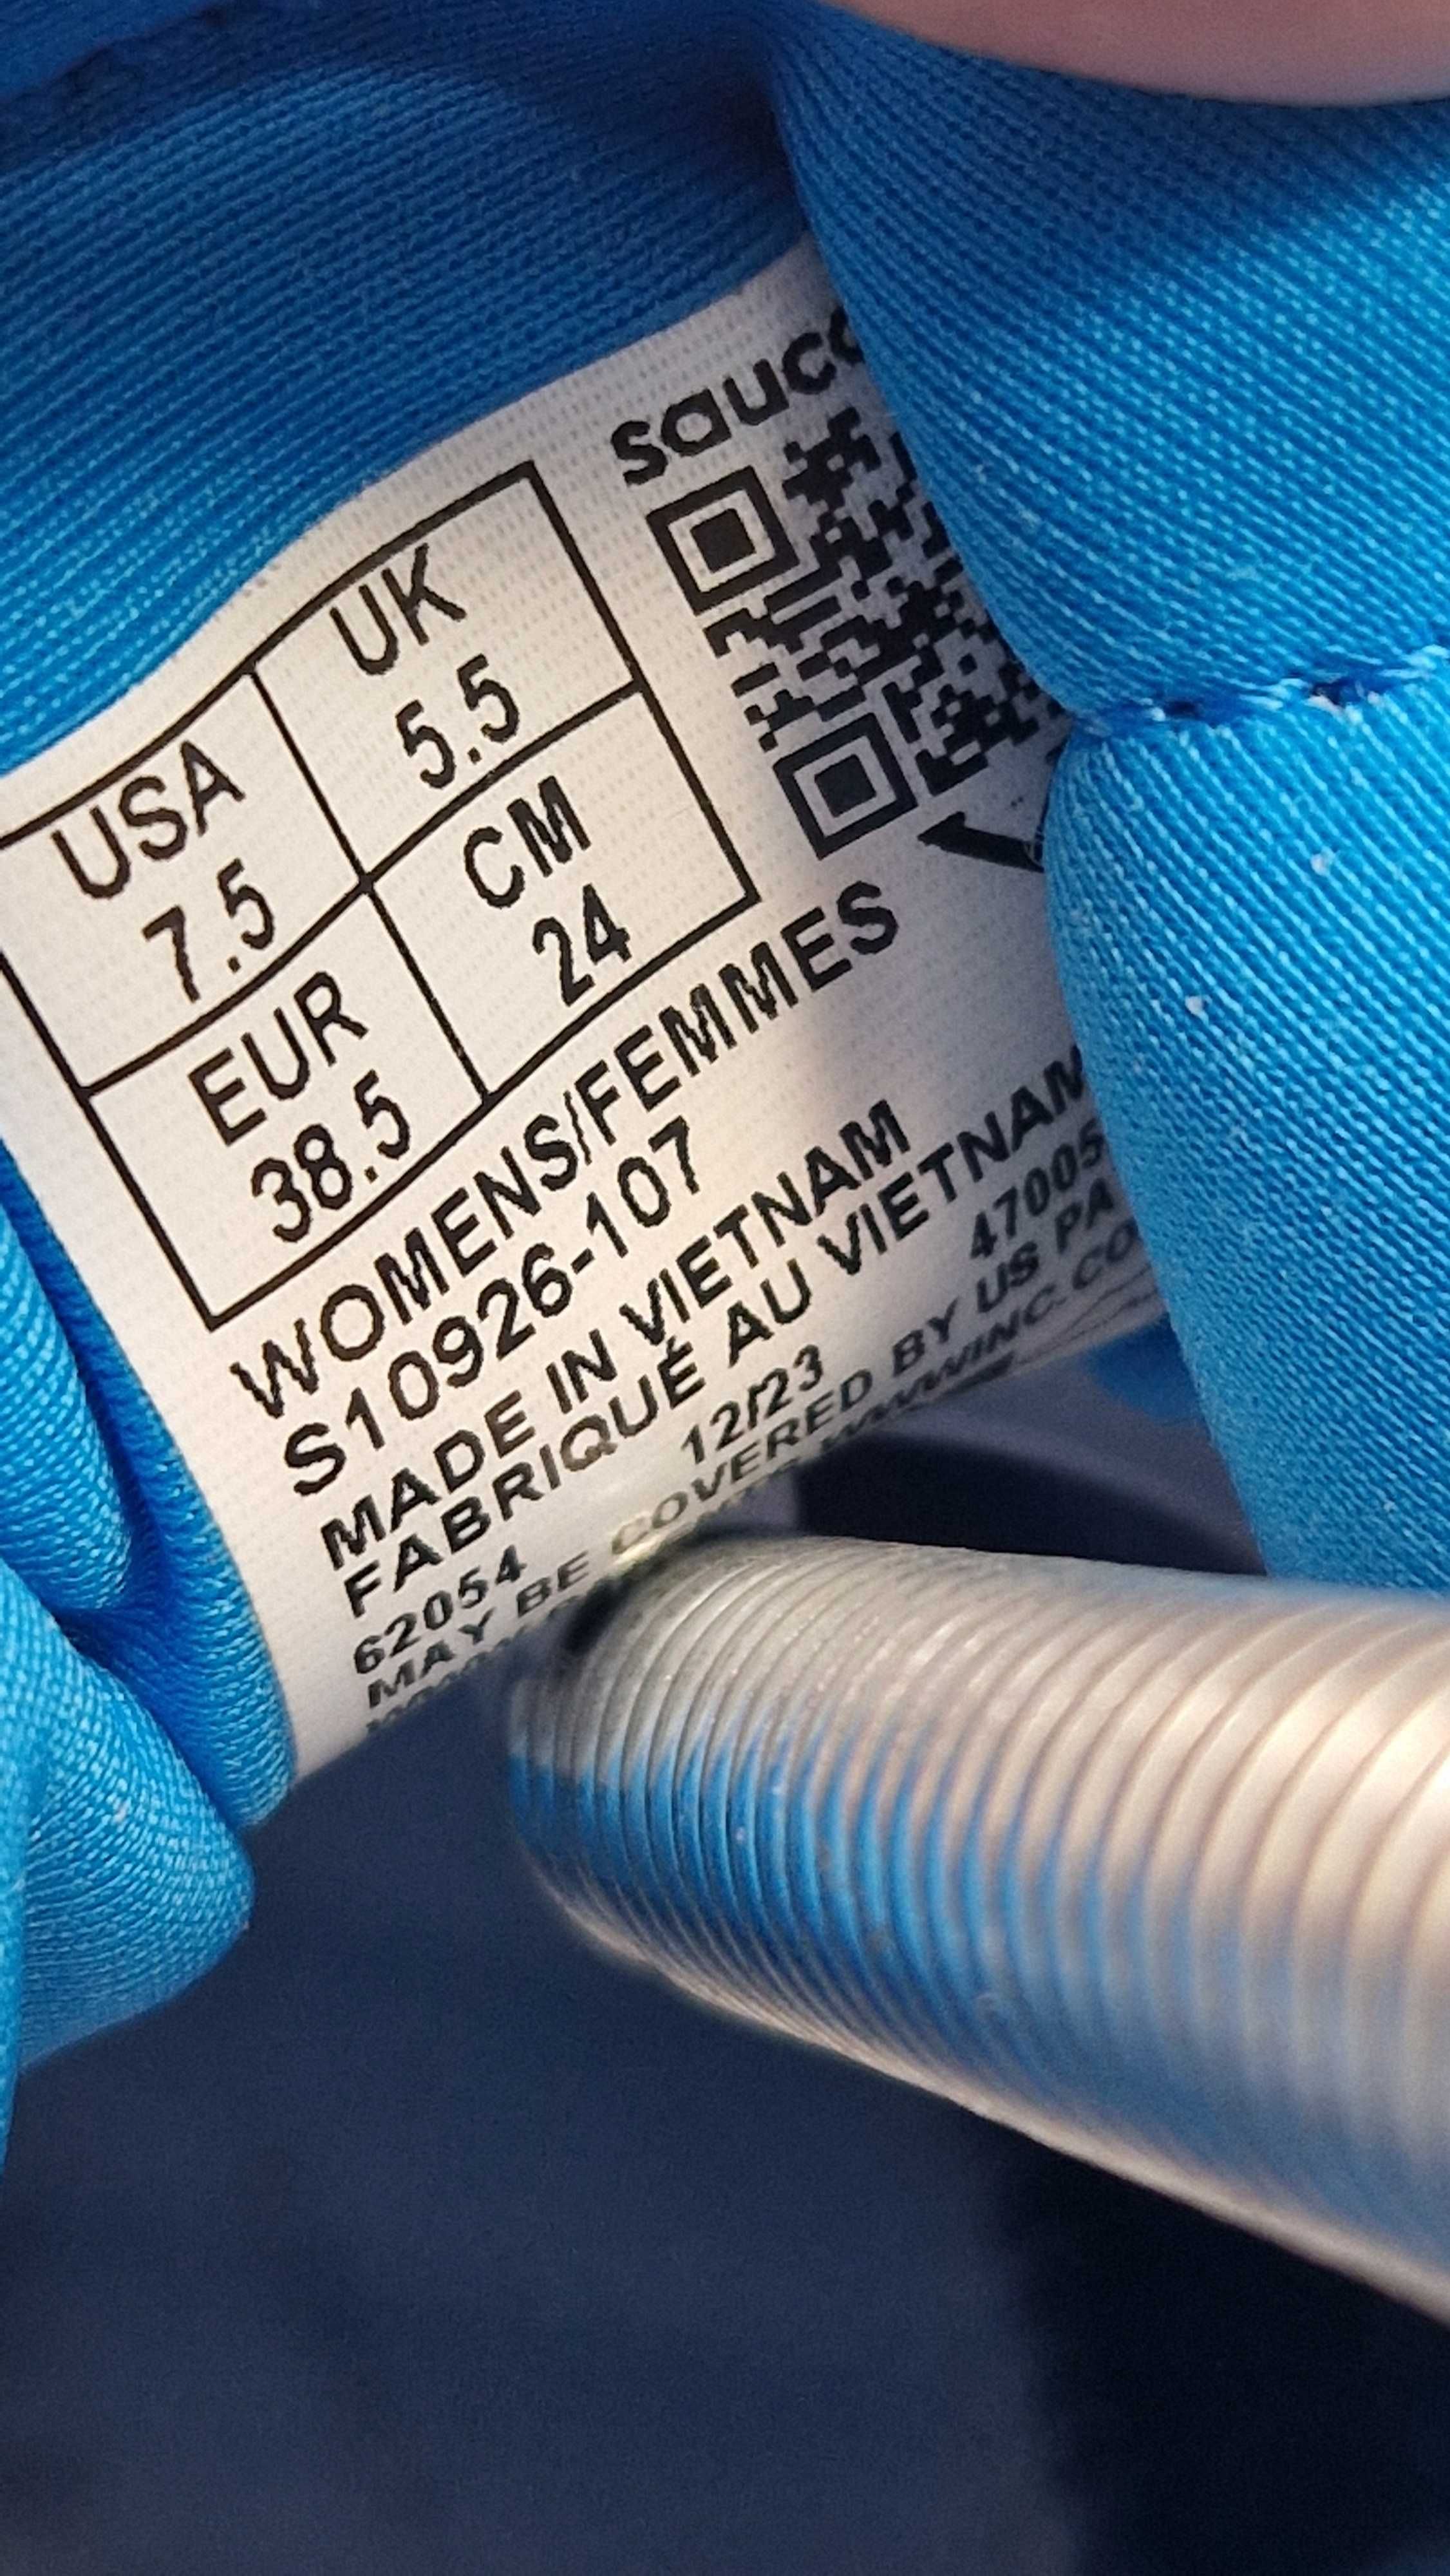 sauco
USA
7.5
UK
5.5
EUR
38.5
CM
24
WOMENS/FEMMES
S10926-107
MADE IN VIETNAM
FABRIQUÉ AU VIETNAM
62054 12/23 47005
MAY BE COVERED BY US PA